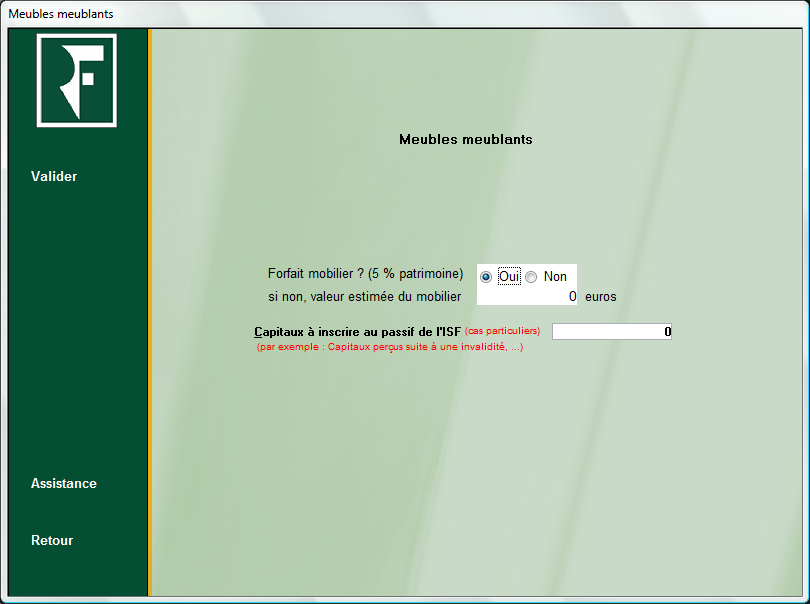 Meubles meublants
Valider
Meubles meublants
Forfait mobilier ? (5 % patrimoine) Oui Non
si non, valeur estimée du mobilier 0 euros
Capitaux à inscrire au passif de l'ISF (cas particuliers) 0
(par exemple : Capitaux perçus suite à une invalidité, ...)
Assistance
Retour